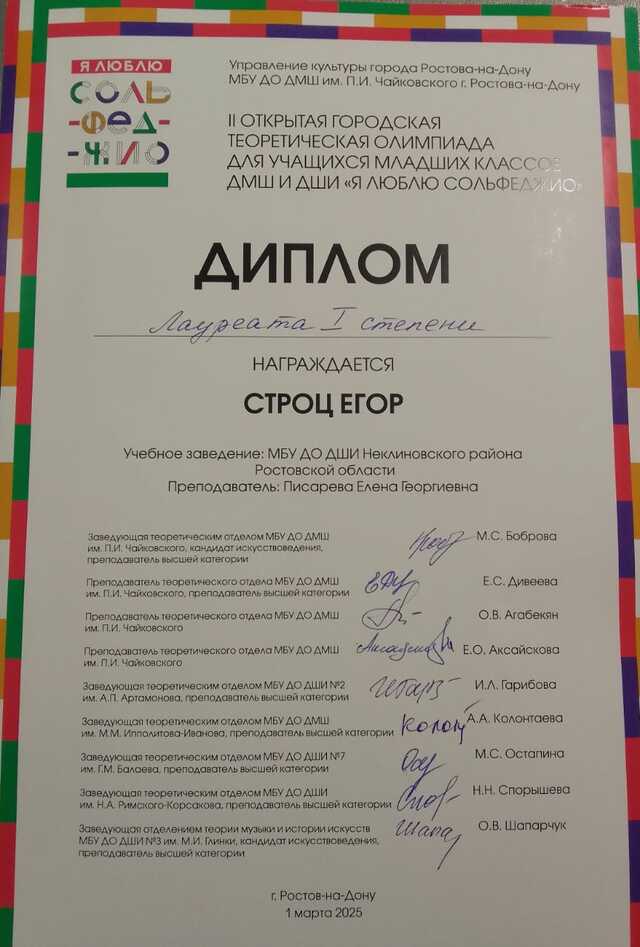 Я ЛЮБЛЮ
СОЛЬ
-ФЕД-
-ЖИО
Управление культуры города Ростова-на-Дону
МБУ ДО ДМШ им. П.И. Чайковского г. Ростова-на-Дону
II ОТКРЫТАЯ ГОРОДСКАЯ
ТЕОРЕТИЧЕСКАЯ ОЛИМПИАДА
ДЛЯ УЧАЩИХСЯ МЛАДШИХ КЛАССОВ
ДМШ И ДШИ «Я ЛЮБЛЮ СОЛЬФЕДЖИО»
ДИПЛОМ
Лауреата I степени
НАГРАЖДАЕТСЯ
СТРОЦ ЕГОР
Учебное заведение: МБУ ДО ДШИ Неклиновского района
Ростовской области
Преподаватель: Писарева Елена Георгиевна
Заведующая теоретическим отделом МБУ ДО ДМШ
им. П.И. Чайковского, кандидат искусствоведения,
преподаватель высшей категории
М.С. Боброва
Преподаватель теоретического отдела МБУ ДО ДМШ
им. П.И. Чайковского, преподаватель высшей категории
Е.С. Дивеева
Преподаватель теоретического отдела МБУ ДО ДМШ
им. П.И. Чайковского
О.В. Агабекян
Преподаватель теоретического отдела МБУ ДО ДМШ
им. П.И. Чайковского
Е.О. Аксайскова
Заведующая теоретическим отделом МБУ ДО ДШИ №2
им. А.П. Артамонова, преподаватель высшей категории
И.Л. Гарибова
Заведующая теоретическим отделом МБУ ДО ДМШ
им. М.М. Ипполитова-Иванова, преподаватель высшей категории
А.А. Колонтаева
Заведующая теоретическим отделом МБУ ДО ДШИ №7
им. Г.М. Балаева, преподаватель высшей категории
М.С. Остапина
Заведующая теоретическим отделом МБУ ДО ДШИ
им. Н.А. Римского-Корсакова, преподаватель высшей категории
Н.Н. Спорышева
Заведующая отделением теории музыки и истории искусств
МБУ ДО ДШИ №3 им. М.И. Глинки, кандидат искусствоведения,
преподаватель высшей категории
О.В. Шапарчук
г. Ростов-на-Дону
1 марта 2025